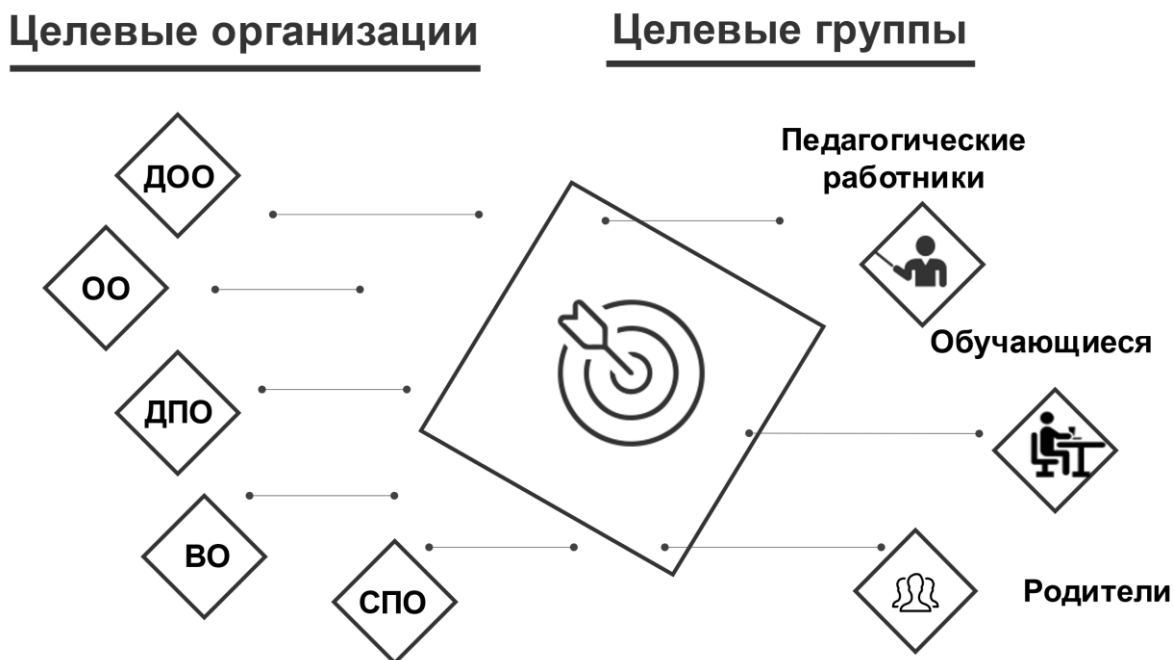 Целевые организации
Целевые группы
ДОО
ОО
ДПО
ВО
СПО
Педагогические
работники
Обучающиеся
Родители